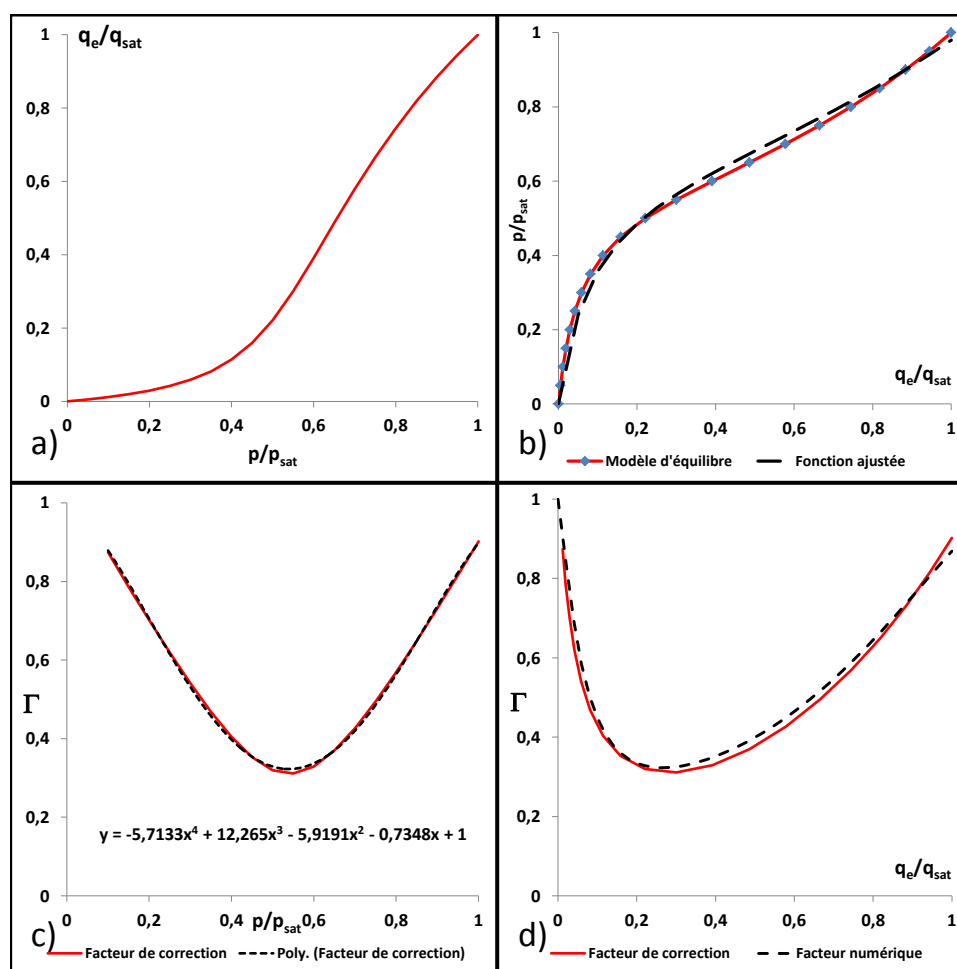 q_e/q_sat
1
0,8
0,6
0,4
0,2
0
0 0,2 0,4 0,6 0,8 1
a)
p/p_sat
1
0,8
0,6
0,4
0,2
0
p/p_sat
q_e/q_sat
0 0,2 0,4 0,6 0,8 1
b)
Modèle d'équilibre Fonction ajustée
1
0,8
0,6
Γ
0,4
0,2
0
y = -5,7133x⁴ + 12,265x³ - 5,9191x² - 0,7348x + 1
0 0,2 0,4 0,6 0,8 1
p/p_sat
c)
Facteur de correction Poly. (Facteur de correction)
1
0,8
0,6
Γ
0,4
0,2
0
q_e/q_sat
0 0,2 0,4 0,6 0,8 1
d)
Facteur de correction Facteur numérique